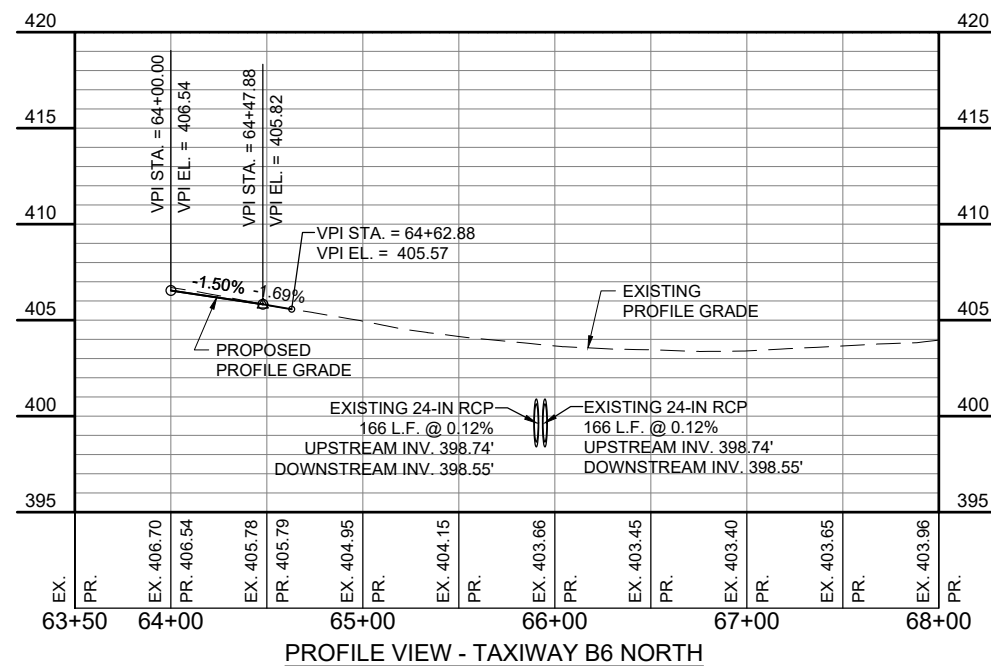 420
420
415
415
410
410
405
405
400
400
395
395
VPI STA. = 64+00.00
VPI EL. = 406.54
VPI STA. = 64+47.88
VPI EL. = 405.82
VPI STA. = 64+62.88
VPI EL. = 405.57
-1.50%
-1.69%
EXISTING
PROFILE GRADE
PROPOSED
PROFILE GRADE
EXISTING 24-IN RCP
166 L.F. @ 0.12%
UPSTREAM INV. 398.74'
DOWNSTREAM INV. 398.55'
EXISTING 24-IN RCP
166 L.F. @ 0.12%
UPSTREAM INV. 398.74'
DOWNSTREAM INV. 398.55'
EX.
PR.
EX. 406.70
PR. 406.54
EX. 405.78
PR. 405.79
EX. 404.95
PR.
EX. 404.15
PR.
EX. 403.66
PR.
EX. 403.45
PR.
EX. 403.40
PR.
EX. 403.65
PR.
EX. 403.96
PR.
63+50
64+00
65+00
66+00
67+00
68+00
PROFILE VIEW - TAXIWAY B6 NORTH